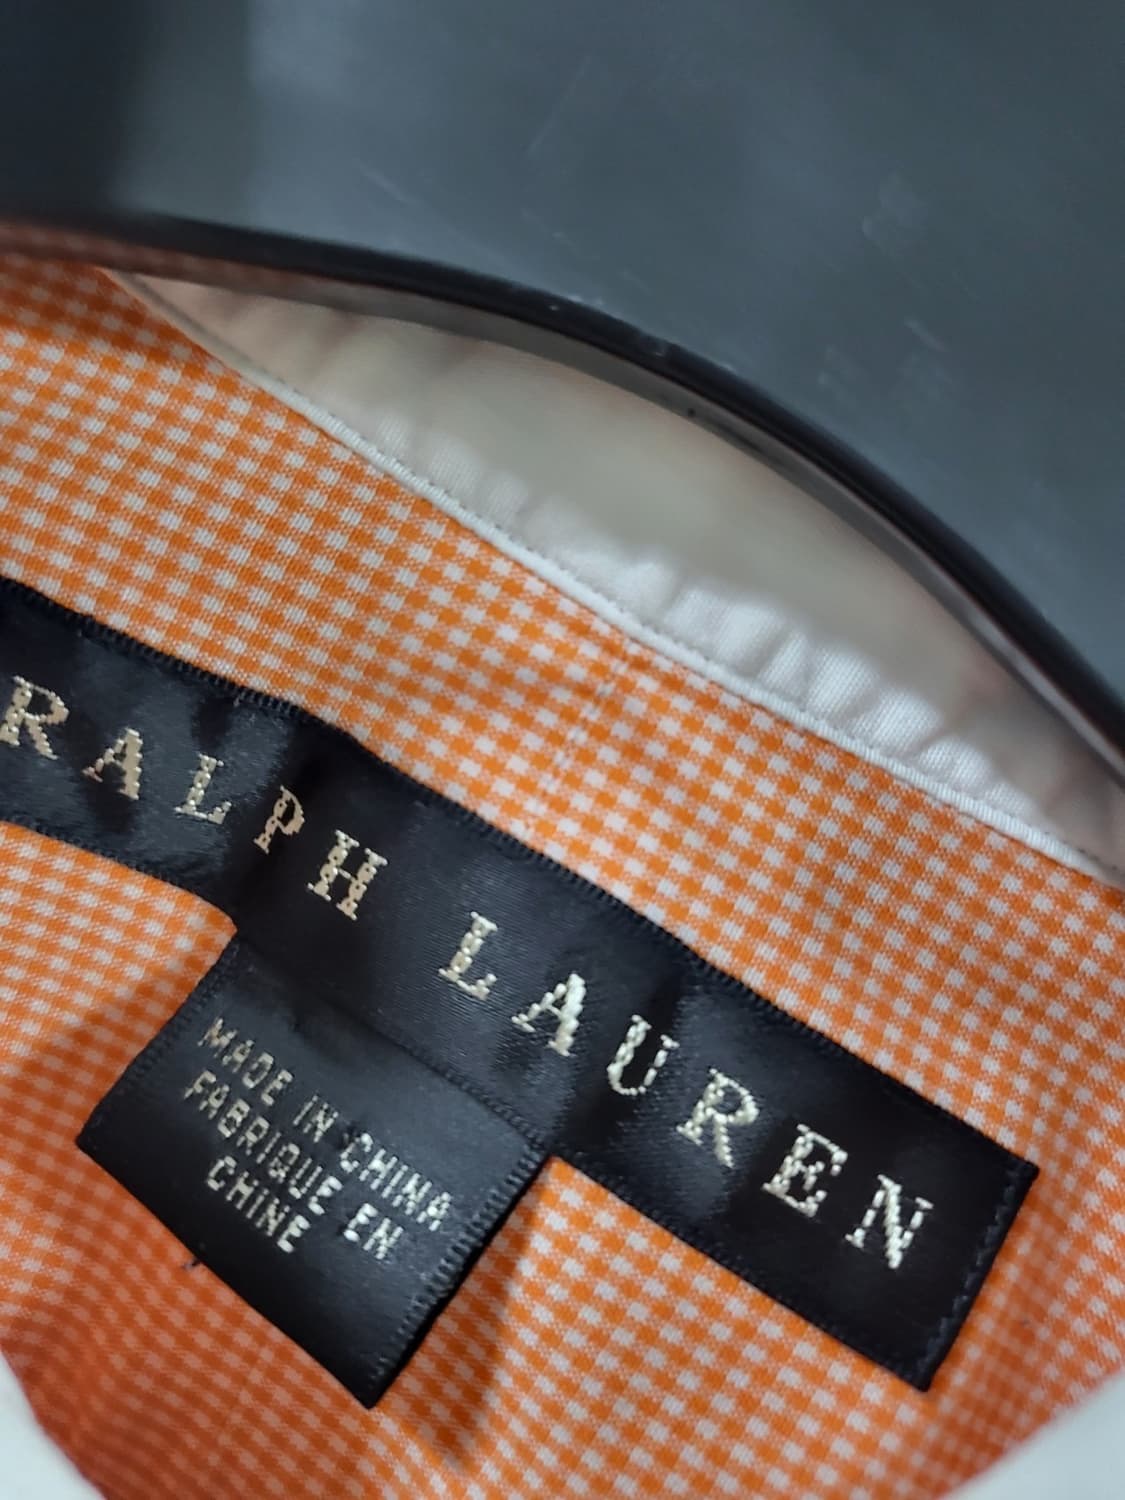 RALPH LAUREN
MADE IN CHINA
FABRIQUE EN
CHINE